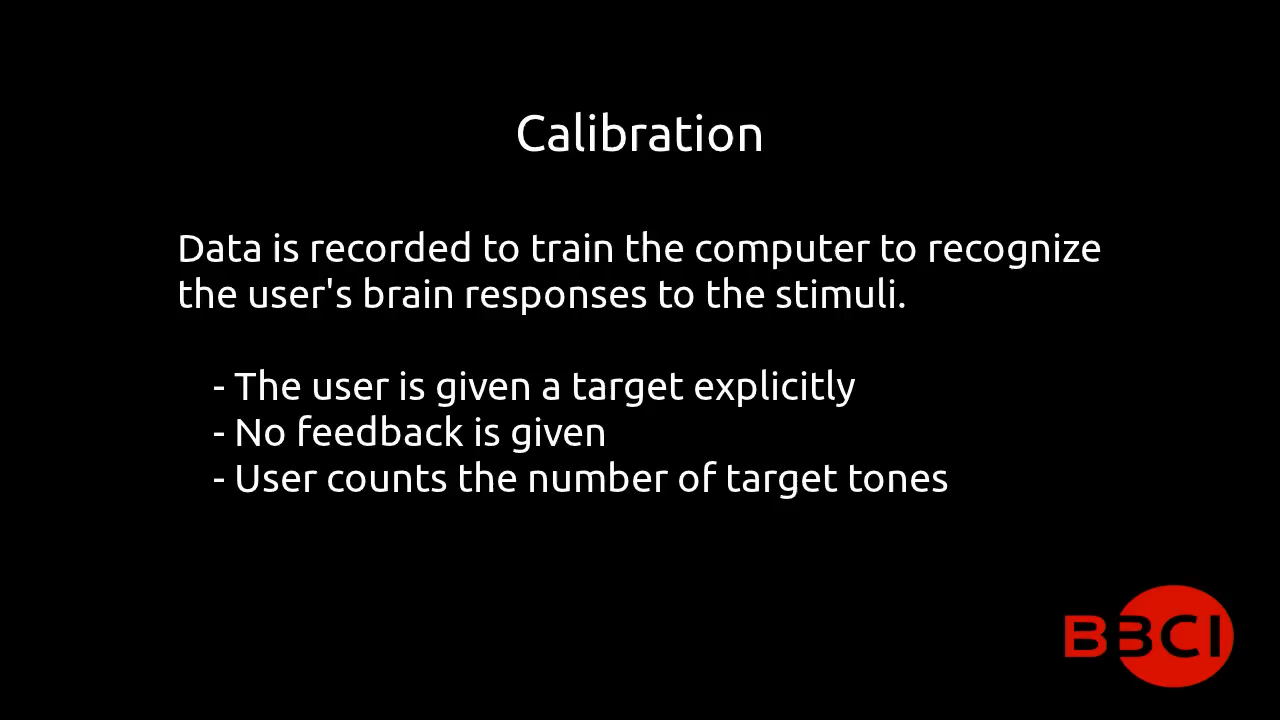 Calibration
Data is recorded to train the computer to recognize
the user's brain responses to the stimuli.
- The user is given a target explicitly
- No feedback is given
- User counts the number of target tones
BBCI